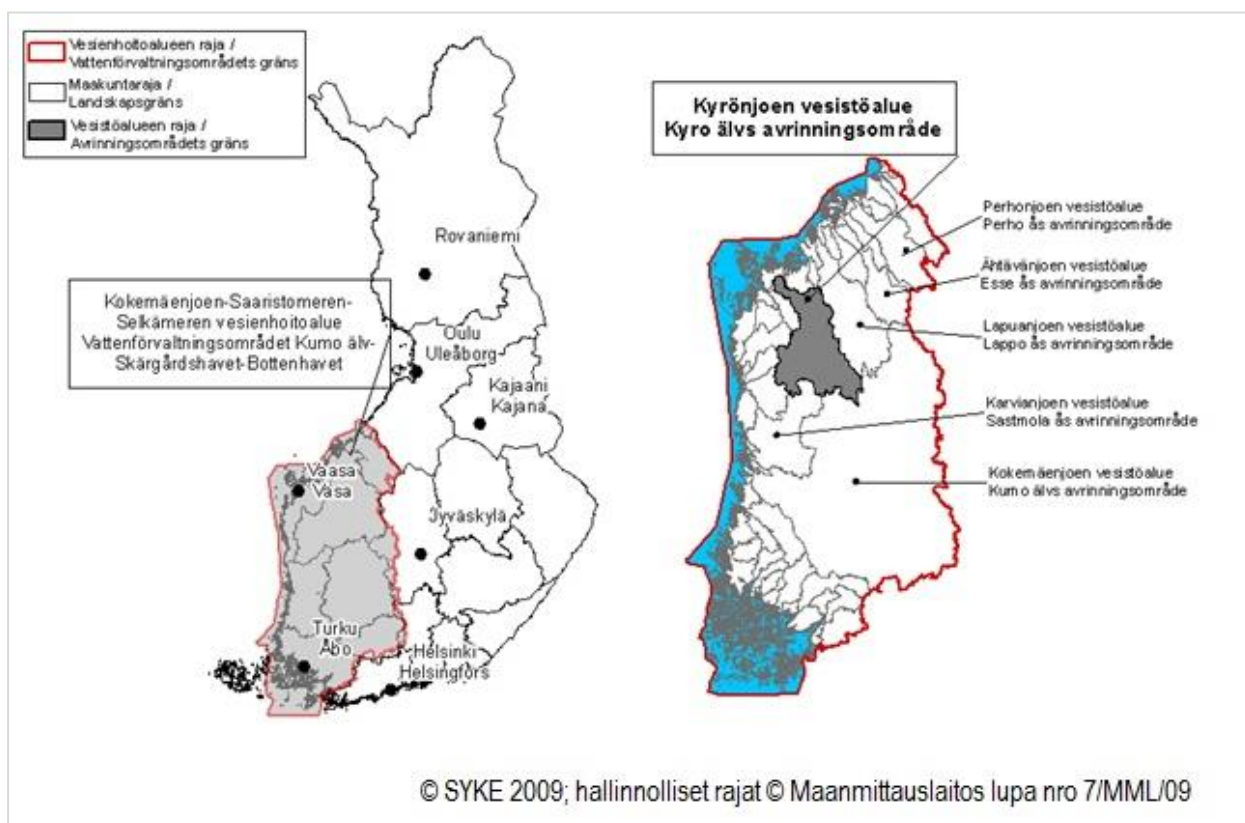 Vesienhoitoalueen raja /
Vattenförvaltningsområdets gräns
Maakuntaraja /
Landskapsgräns
Vesistöalueen raja /
Avrinningsområdets gräns
Kokemäenjoen-Saaristomeren-
Selkämeren vesienhoitoalue
Vattenförvaltningsområdet Kumo älv-
Skärgårdshavet-Bottenhavet
Rovaniemi
Oulu
Uleåborg
Kajaani
Kajana
Vaasa
Vasa
Jyväskylä
Turku
Åbo
Helsinki
Helsingfors
Kyrönjoen vesistöalue
Kyro älvs avrinningsområde
Perhonjoen vesistöalue
Perho ås avrinningsområde
Ähtävänjoen vesistöalue
Esse ås avrinningsområde
Lapuanjoen vesistöalue
Lappo ås avrinningsområde
Karvianjoen vesistöalue
Sastmola ås avrinningsområde
Kokemäenjoen vesistöalue
Kumo älvs avrinningsområde
© SYKE 2009; hallinnolliset rajat © Maanmittauslaitos lupa nro 7/MML/09